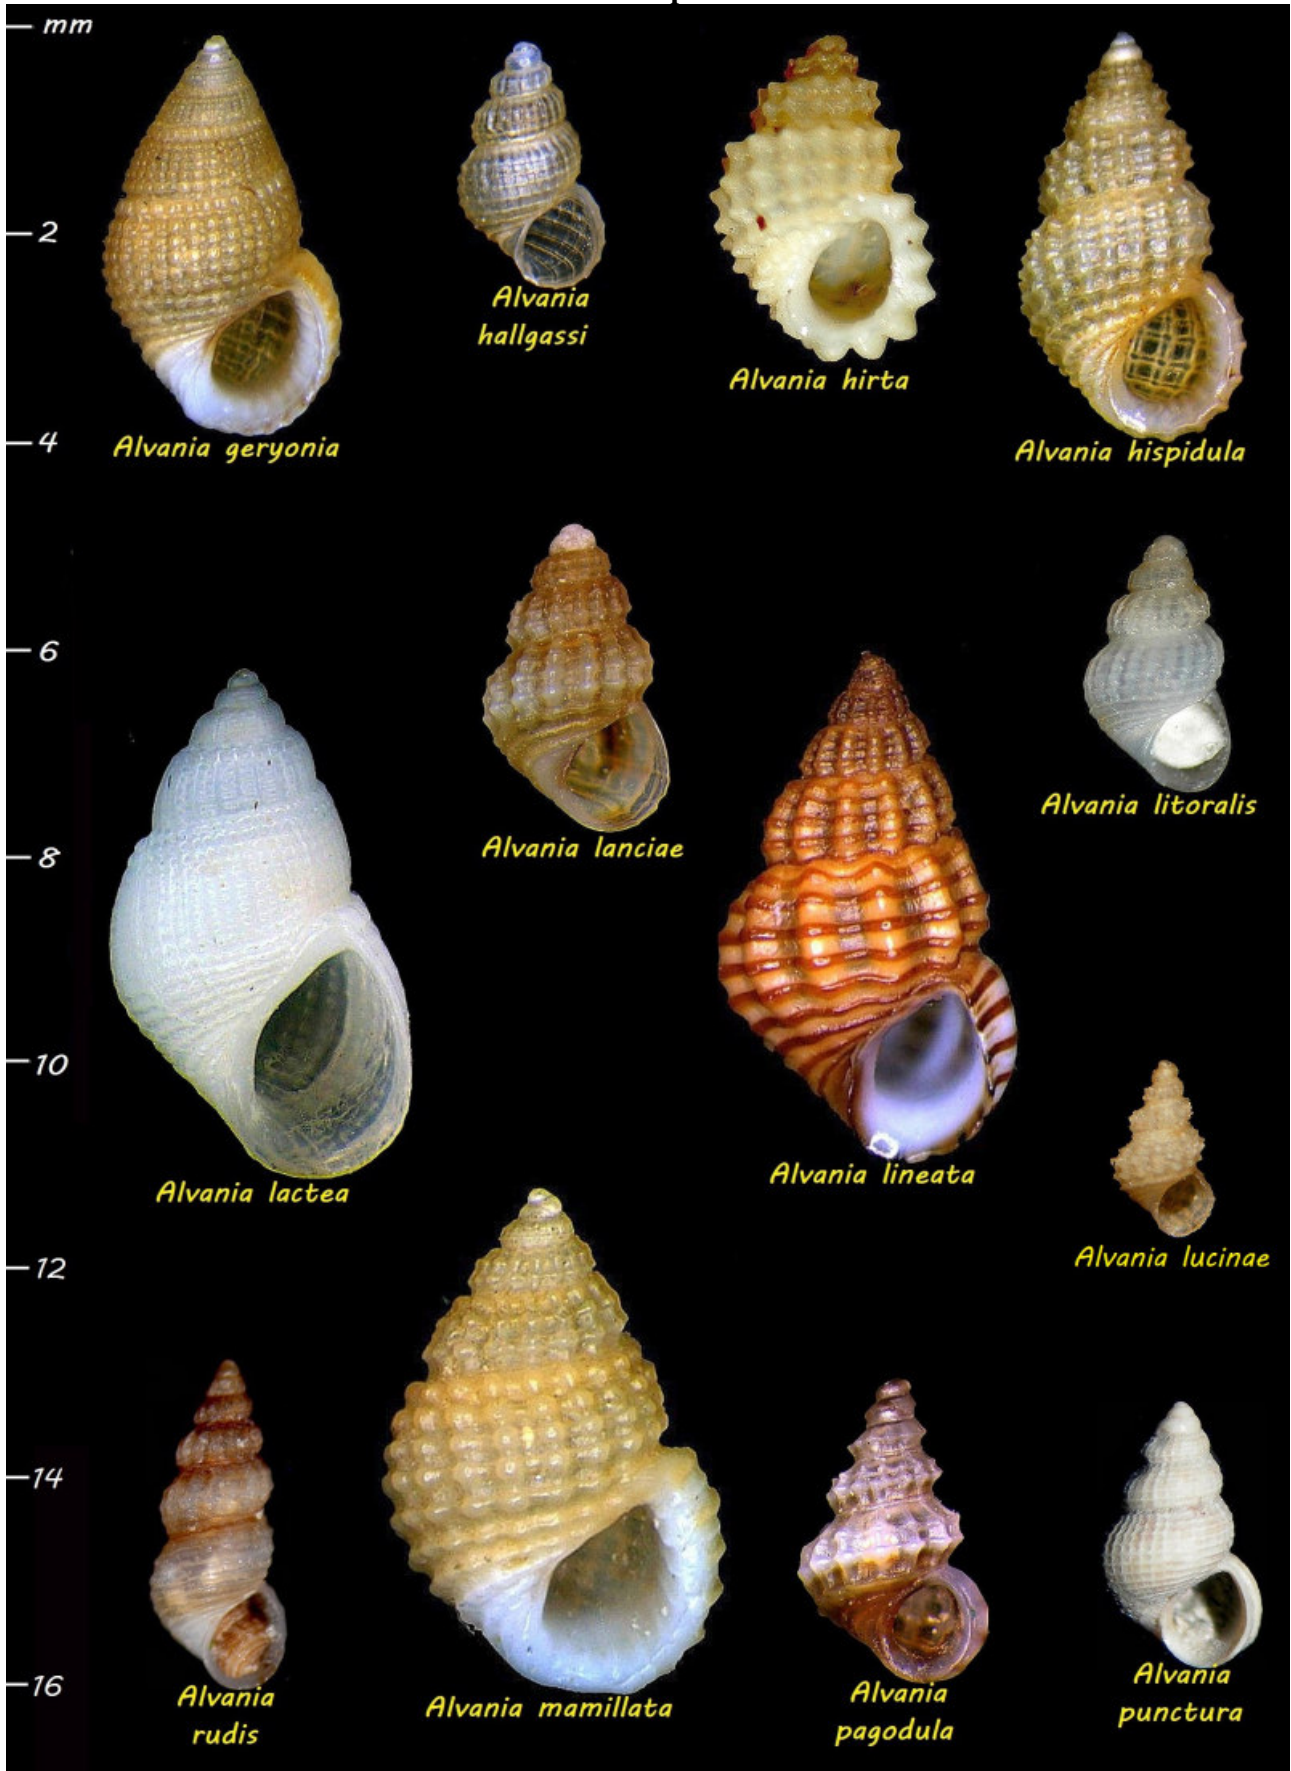 mm
2
Alvania
hallgassi
Alvania hirta
4
Alvania geryonia
Alvania hispidula
6
Alvania litoralis
8
Alvania lanciae
10
Alvania lactea
Alvania lineata
12
Alvania lucinae
14
16
Alvania
rudis
Alvania mamillata
Alvania
pagodula
Alvania
punctura